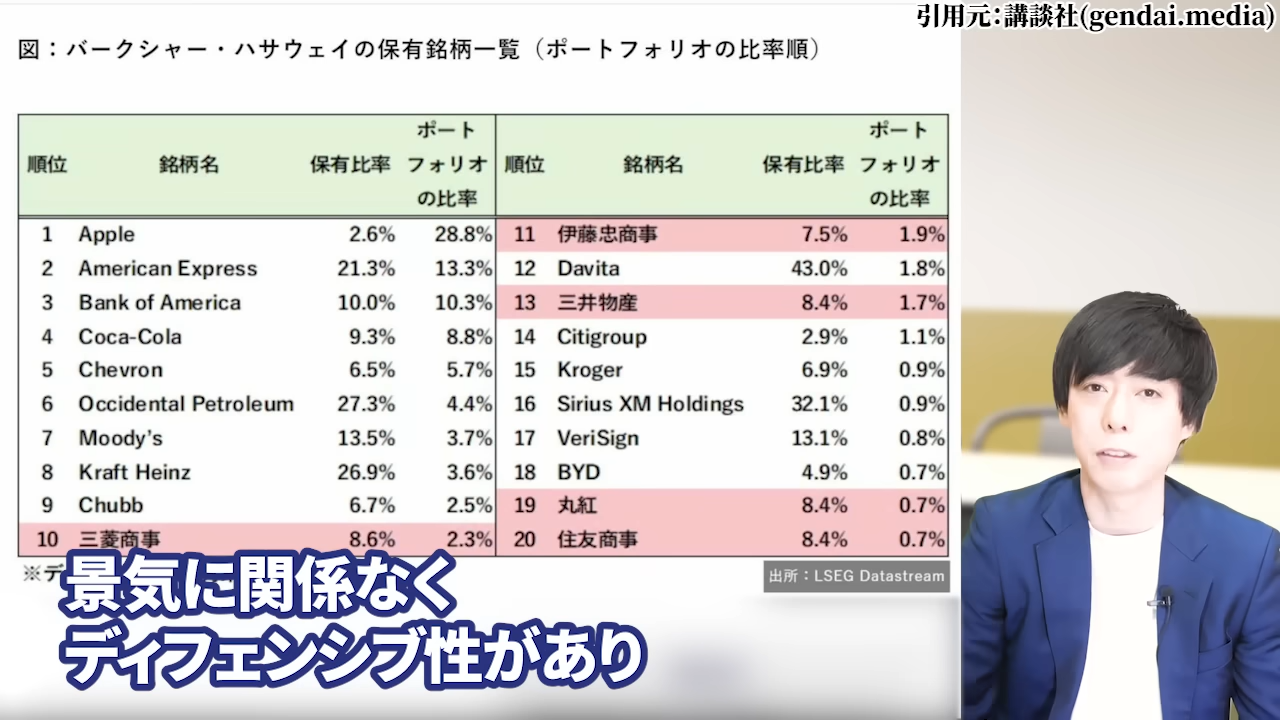 引用元:講談社(gendai.media)
図：バークシャー・ハサウェイの保有銘柄一覧（ポートフォリオの比率順）
順位 銘柄名 保有比率 ポートフォリオの比率 順位 銘柄名 保有比率 ポートフォリオの比率
1 Apple 2.6% 28.8% 11 伊藤忠商事 7.5% 1.9%
2 American Express 21.3% 13.3% 12 Davita 43.0% 1.8%
3 Bank of America 10.0% 10.3% 13 三井物産 8.4% 1.7%
4 Coca-Cola 9.3% 8.8% 14 Citigroup 2.9% 1.1%
5 Chevron 6.5% 5.7% 15 Kroger 6.9% 0.9%
6 Occidental Petroleum 27.3% 4.4% 16 Sirius XM Holdings 32.1% 0.9%
7 Moody's 13.5% 3.7% 17 VeriSign 13.1% 0.8%
8 Kraft Heinz 26.9% 3.6% 18 BYD 4.9% 0.7%
9 Chubb 6.7% 2.5% 19 丸紅 8.4% 0.7%
10 三菱商事 8.6% 2.3% 20 住友商事 8.4% 0.7%
※デ
出所：LSEG Datastream
景気に関係なく
ディフェンシブ性があり